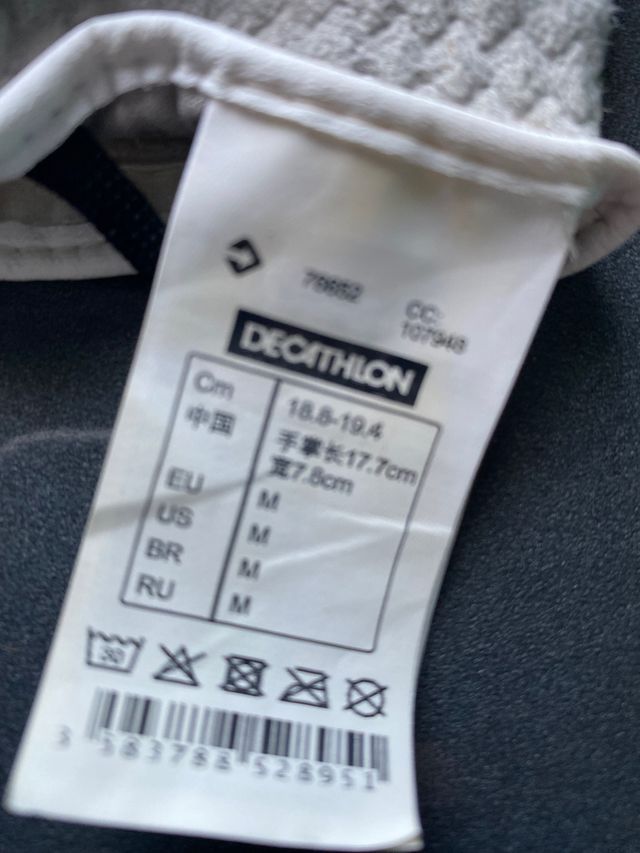 78652
CC:
107948
DECATHLON
Cm 18.8-19.4
中国 手掌长17.7cm
宽7.8cm
EU M
US M
BR M
RU M
30
3 583788 528951